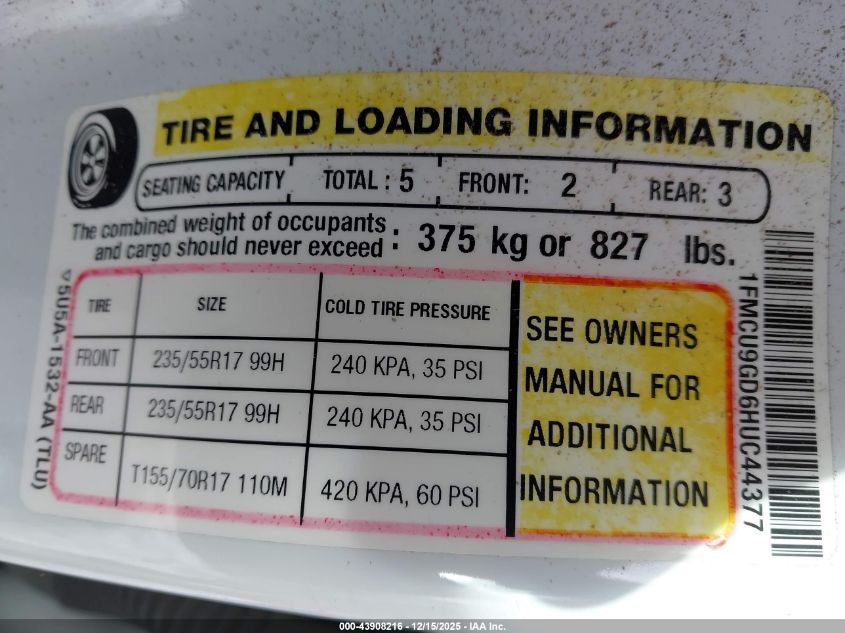 TIRE AND LOADING INFORMATION
SEATING CAPACITY TOTAL : 5 FRONT: 2 REAR: 3
The combined weight of occupants
and cargo should never exceed : 375 kg or 827 lbs.
TIRE SIZE COLD TIRE PRESSURE
FRONT 235/55R17 99H 240 KPA, 35 PSI
REAR 235/55R17 99H 240 KPA, 35 PSI
SPARE T155/70R17 110M 420 KPA, 60 PSI
SEE OWNERS
MANUAL FOR
ADDITIONAL
INFORMATION
5U5A-1532-AA (TLU)
1FMCU9GD6HUC44377
000-43908216 - 12/15/2025 - IAA Inc.